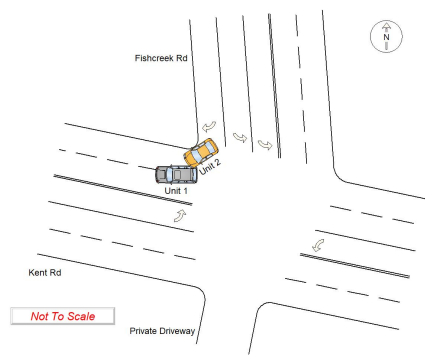 Fishcreek Rd
N
Unit 2
Unit 1
Kent Rd
Not To Scale
Private Driveway